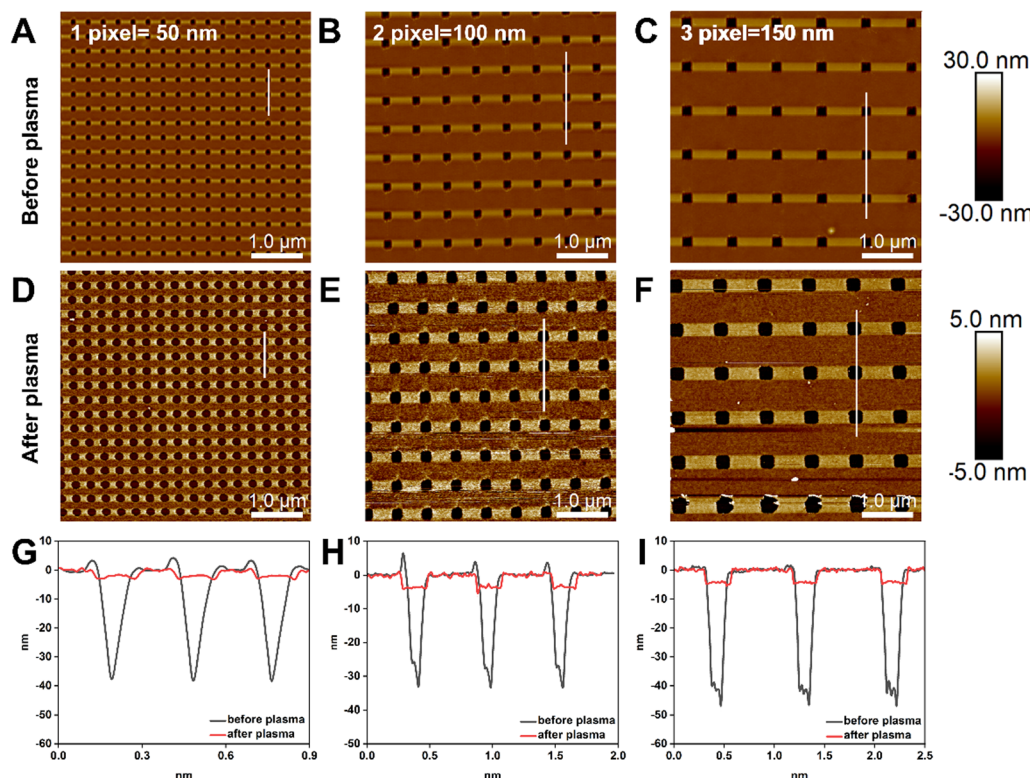 A
1 pixel= 50 nm
B
2 pixel=100 nm
C
3 pixel=150 nm
30.0 nm
-30.0 nm
Before plasma
1.0 μm
1.0 μm
1.0 μm
D
E
F
5.0 nm
-5.0 nm
After plasma
1.0 μm
1.0 μm
1.0 μm
G
10
0
-10
-20
-30
-40
-50
-60
nm
before plasma
after plasma
0.0 0.3 0.6 0.9
nm
H
10
0
-10
-20
-30
-40
-50
nm
before plasma
after plasma
0.0 0.5 1.0 1.5 2.0
nm
I
10
0
-10
-20
-30
-40
-50
-60
nm
before plasma
after plasma
0.0 0.5 1.0 1.5 2.0 2.5
nm